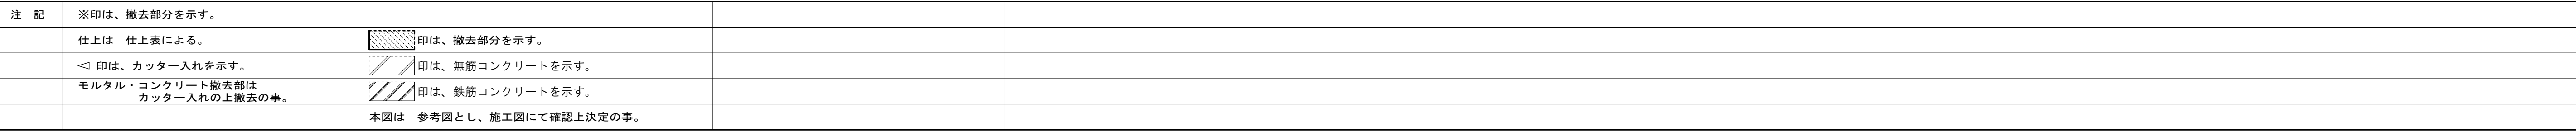 注　記
※印は、撤去部分を示す。
仕上は　仕上表による。
印は、撤去部分を示す。
◁ 印は、カッター入れを示す。
印は、無筋コンクリートを示す。
モルタル・コンクリート撤去部は
カッター入れの上撤去の事。
印は、鉄筋コンクリートを示す。
本図は　参考図とし、施工図にて確認上決定の事。